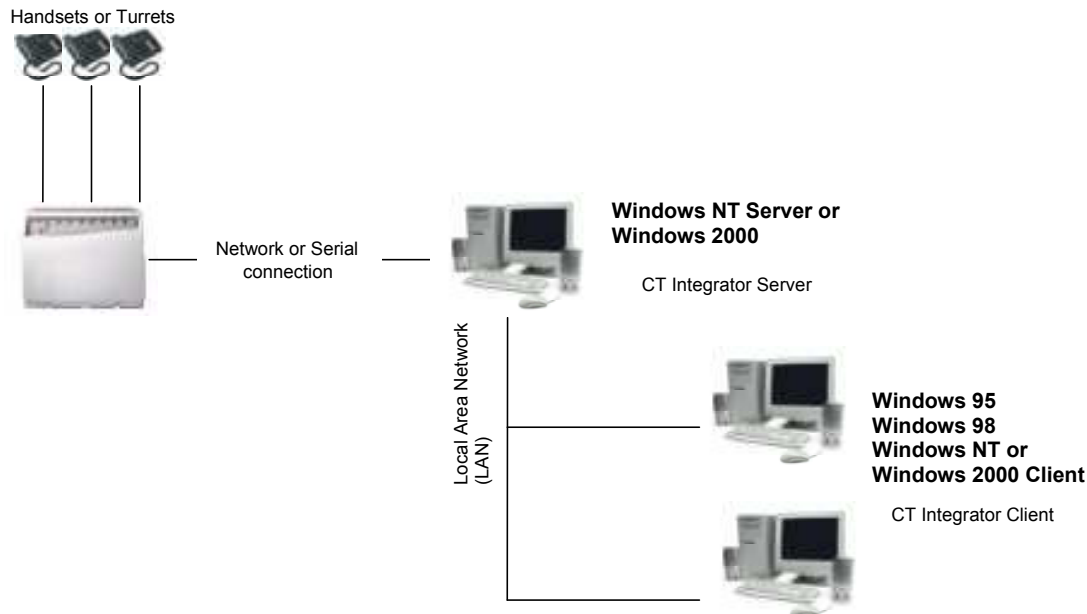 Handsets or Turrets
Network or Serial
connection
Windows NT Server or
Windows 2000
CT Integrator Server
Local Area Network
(LAN)
Windows 95
Windows 98
Windows NT or
Windows 2000 Client
CT Integrator Client